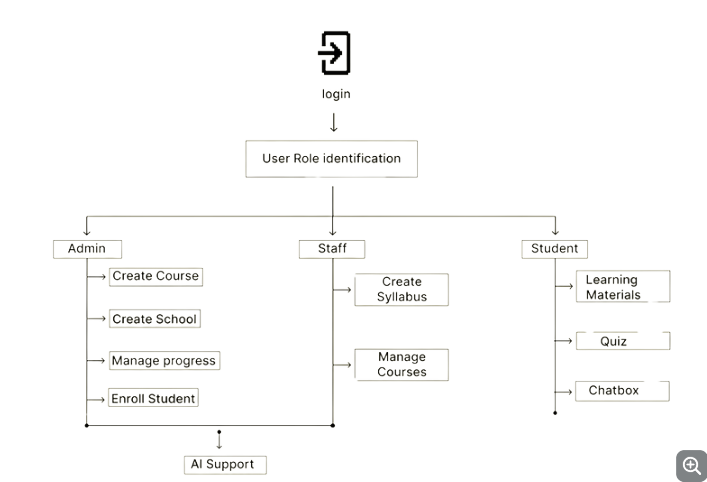 login
User Role identification
Admin
Staff
Student
Create Course
Create School
Manage progress
Enroll Student
Create
Syllabus
Manage
Courses
Learning
Materials
Quiz
Chatbox
AI Support